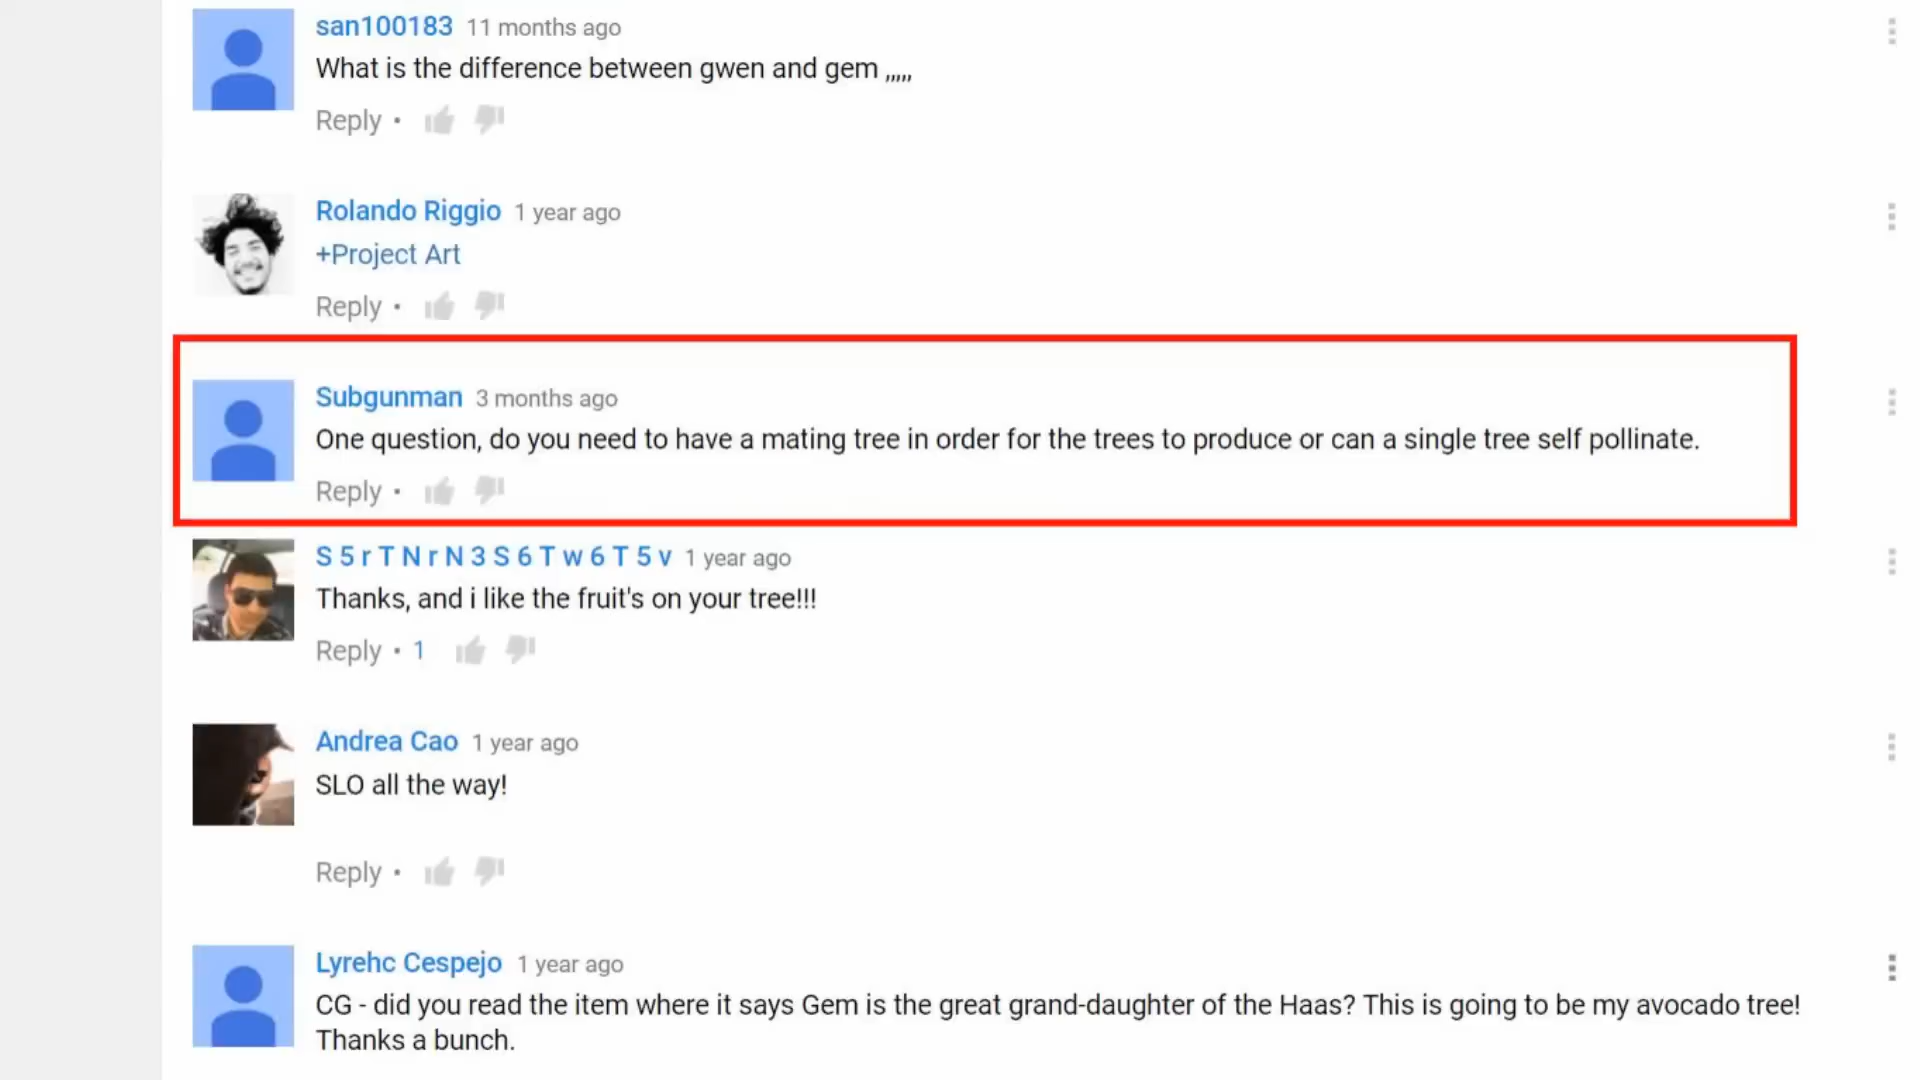 san100183 11 months ago
What is the difference between gwen and gem ,,,,,
Reply •
Rolando Riggio 1 year ago
+Project Art
Reply •
Subgunman 3 months ago
One question, do you need to have a mating tree in order for the trees to produce or can a single tree self pollinate.
Reply •
S 5 r T N r N 3 S 6 T w 6 T 5 v 1 year ago
Thanks, and i like the fruit's on your tree!!!
Reply • 1
Andrea Cao 1 year ago
SLO all the way!
Reply •
Lyrehc Cespejo 1 year ago
CG - did you read the item where it says Gem is the great grand-daughter of the Haas? This is going to be my avocado tree!
Thanks a bunch.